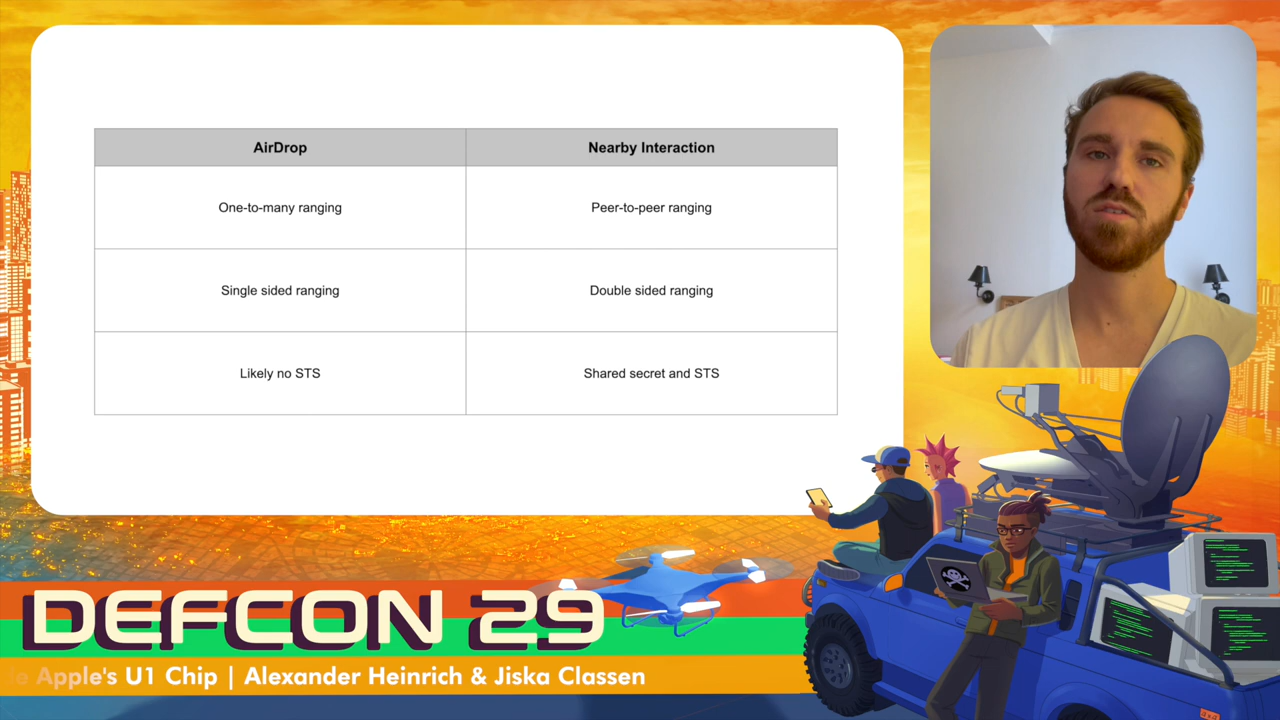 AirDrop Nearby Interaction
One-to-many ranging Peer-to-peer ranging
Single sided ranging Double sided ranging
Likely no STS Shared secret and STS
DEFCON 29
Apple's U1 Chip | Alexander Heinrich & Jiska Classen